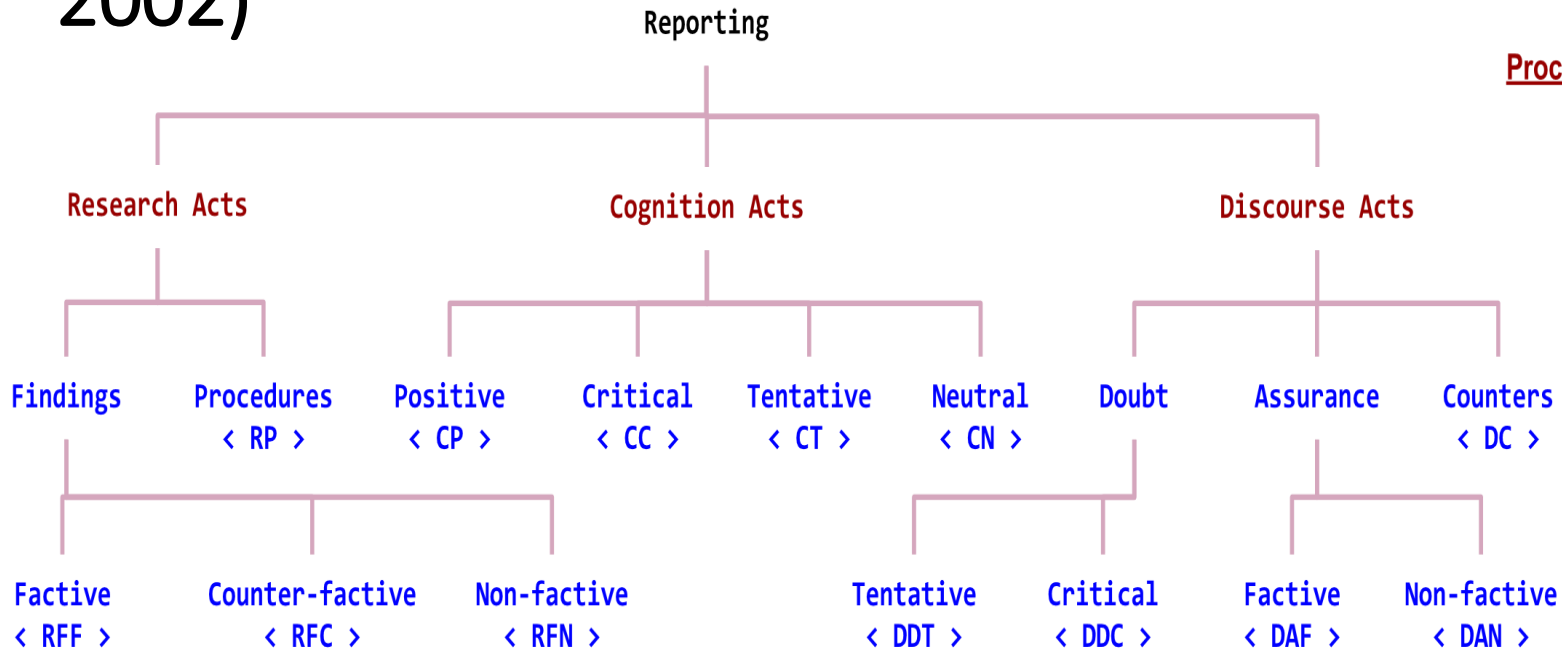 2002)
Reporting
Proc
Research Acts Cognition Acts Discourse Acts
Findings Procedures Positive Critical Tentative Neutral Doubt Assurance Counters
< RP > < CP > < CC > < CT > < CN > < DC >
Factive Counter-factive Non-factive Tentative Critical Factive Non-factive
< RFF > < RFC > < RFN > < DDT > < DDC > < DAF > < DAN >